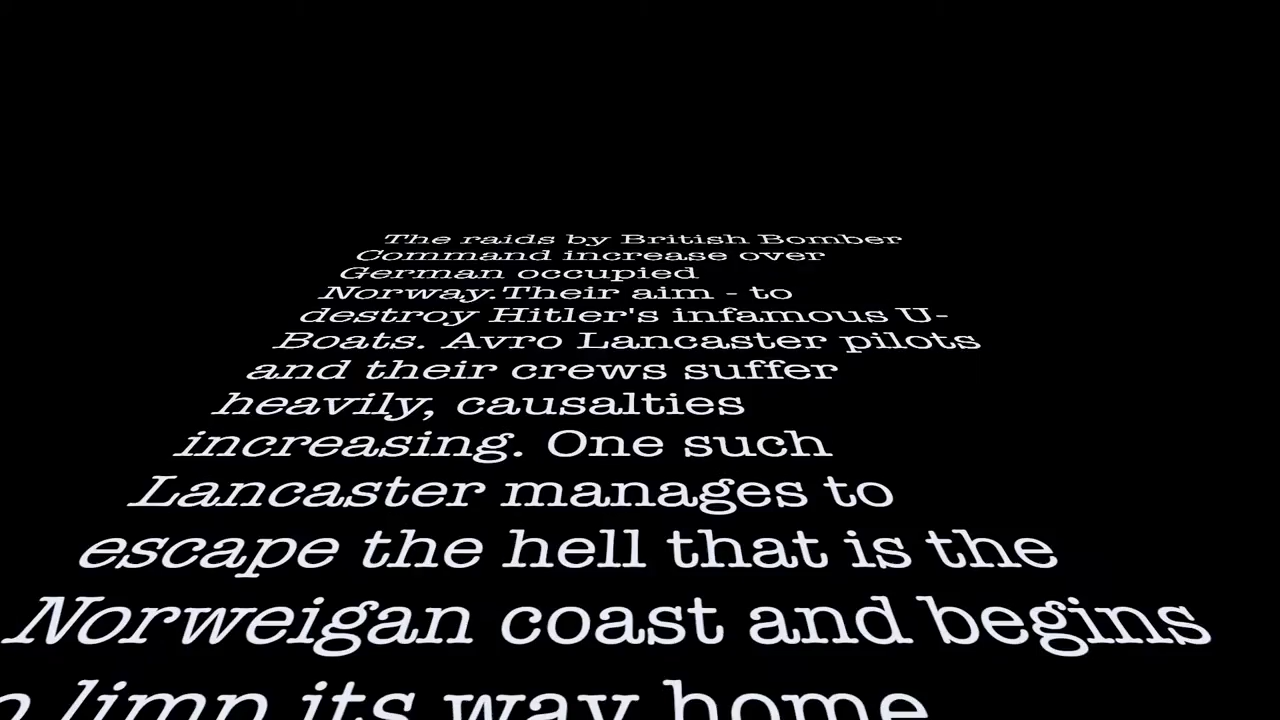 The raids by British Bomber
Command increase over
German occupied
Norway.Their aim - to
destroy Hitler's infamous U-
Boats. Avro Lancaster pilots
and their crews suffer
heavily, causalties
increasing. One such
Lancaster manages to
escape the hell that is the
Norweigan coast and begins
limp its way home